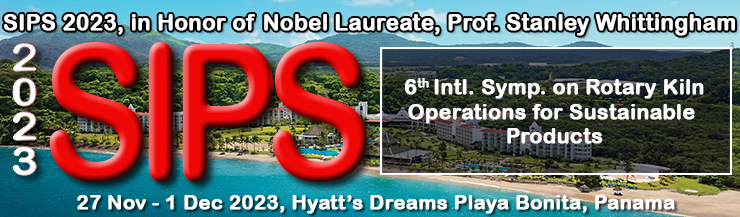 SIPS 2023, in Honor of Nobel Laureate, Prof. Stanley Whittingham
2023
SIPS
6th Intl. Symp. on Rotary Kiln
Operations for Sustainable
Products
27 Nov - 1 Dec 2023, Hyatt's Dreams Playa Bonita, Panama